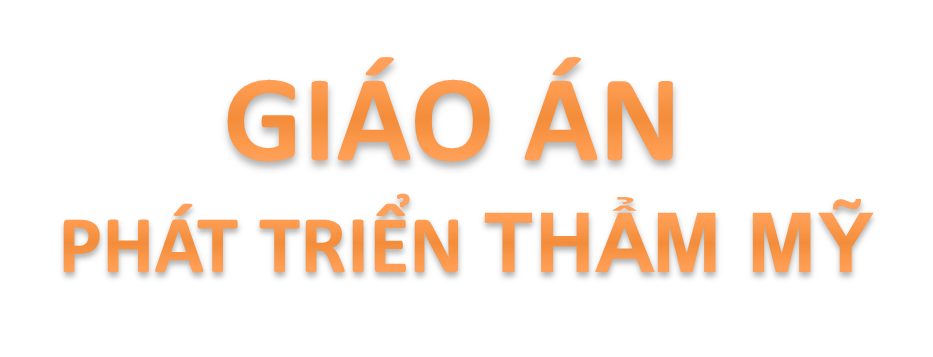 GIÁO ÁN
PHÁT TRIỂN THẨM MỸ